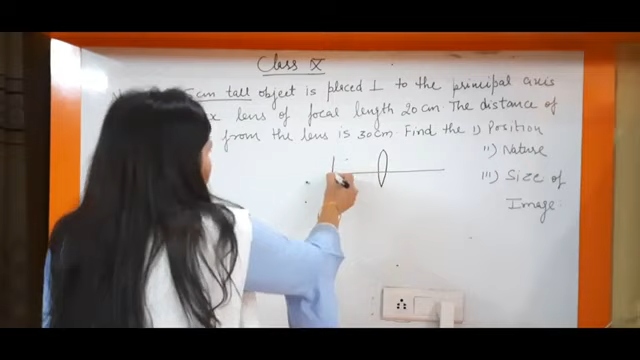 Class X
7cm tall object is placed ⊥ to the principal axis
x lens of focal length 20 cm. The distance of
from the lens is 30cm. Find the i) Position
ii) Nature
iii) Size of
Image.